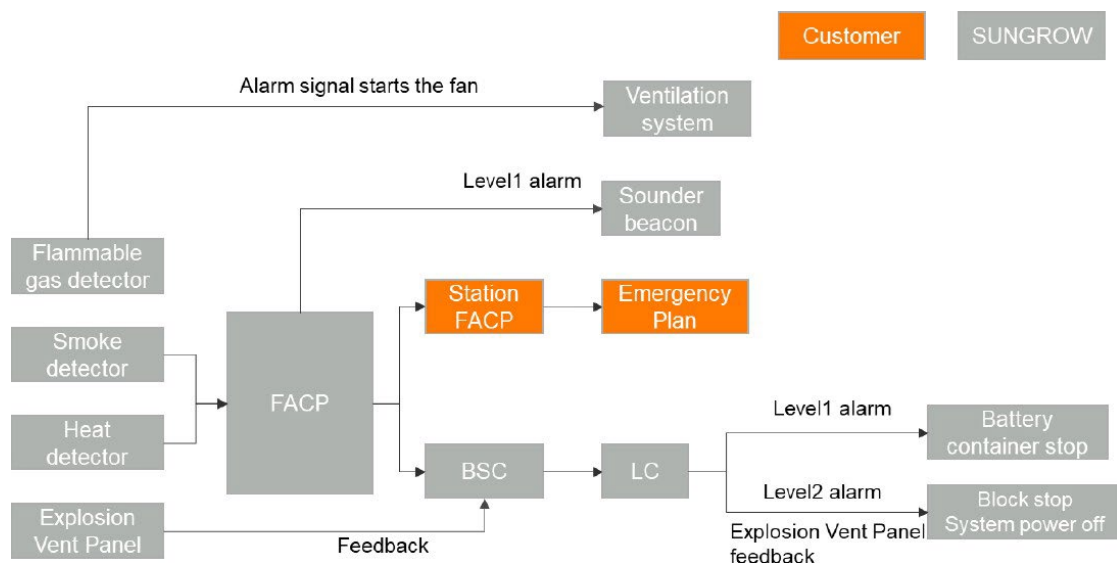 Customer
SUNGROW
Alarm signal starts the fan
Ventilation
system
Level1 alarm
Sounder
beacon
Flammable
gas detector
Station
FACP
Emergency
Plan
Smoke
detector
FACP
Heat
detector
Level1 alarm
Battery
container stop
BSC
LC
Level2 alarm
Block stop
System power off
Explosion
Vent Panel
Feedback
Explosion Vent Panel
feedback